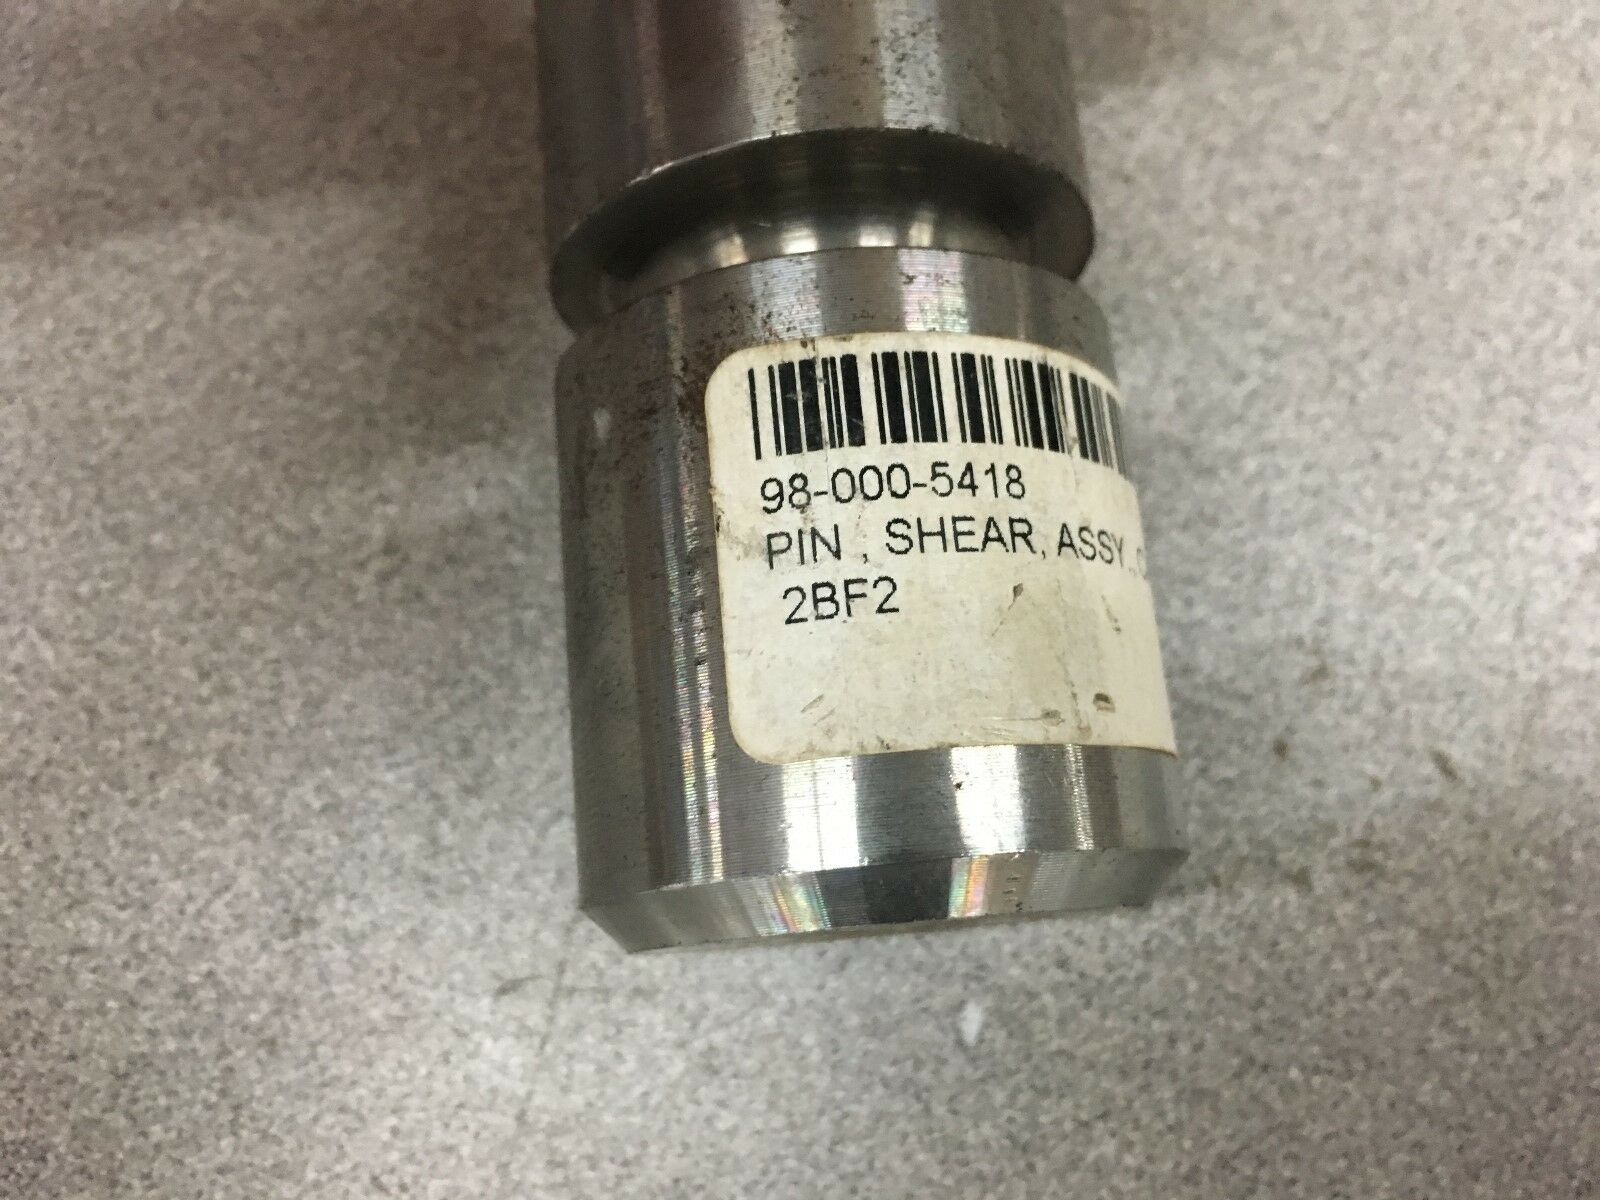 98-000-5418
PIN , SHEAR, ASSY.
2BF2